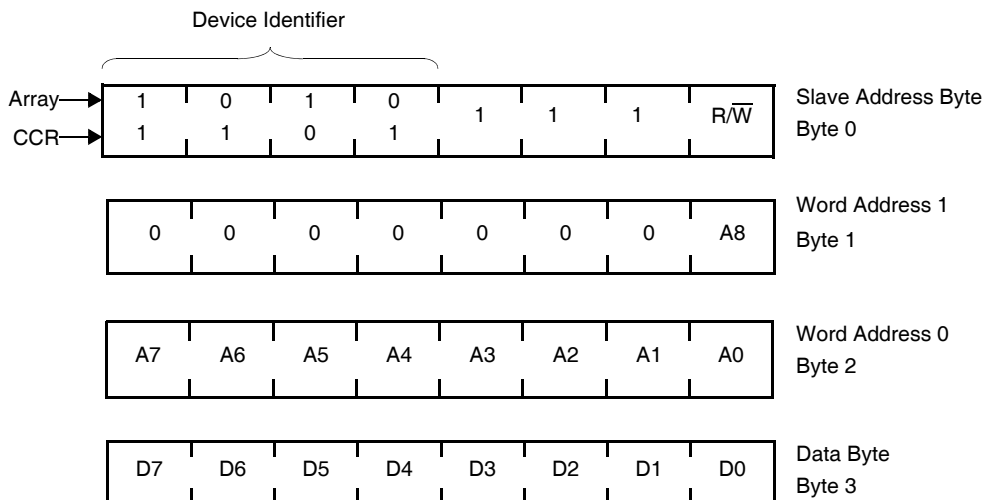 Device Identifier
Array 1 0 1 0 1 1 1 R/W̅ Slave Address Byte
CCR 1 1 0 1 Byte 0
0 0 0 0 0 0 0 A8 Word Address 1
Byte 1
A7 A6 A5 A4 A3 A2 A1 A0 Word Address 0
Byte 2
D7 D6 D5 D4 D3 D2 D1 D0 Data Byte
Byte 3